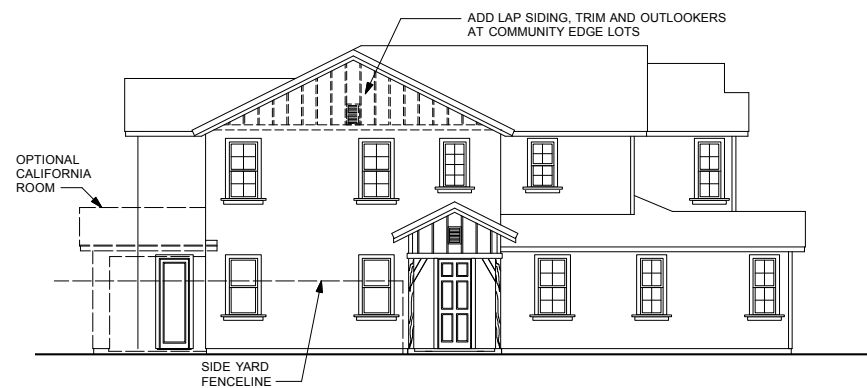 ADD LAP SIDING, TRIM AND OUTLOOKERS
AT COMMUNITY EDGE LOTS
OPTIONAL
CALIFORNIA
ROOM
SIDE YARD
FENCELINE